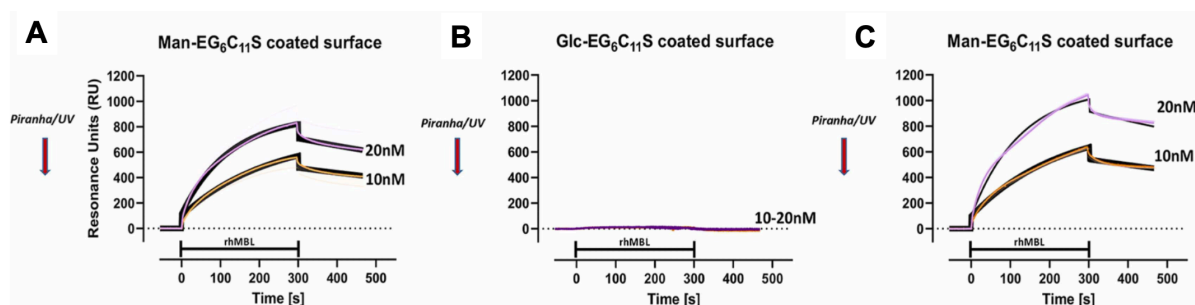 A
Man-EG₆C₁₁S coated surface
Piranha/UV
Resonance Units (RU)
1200
1000
800
600
400
200
0
20nM
10nM
rhMBL
0 100 200 300 400 500
Time [s]
B
Glc-EG₆C₁₁S coated surface
Piranha/UV
1200
1000
800
600
400
200
0
10-20nM
rhMBL
0 100 200 300 400 500
Time [s]
C
Man-EG₆C₁₁S coated surface
Piranha/UV
1200
1000
800
600
400
200
0
20nM
10nM
rhMBL
0 100 200 300 400 500
Time [s]